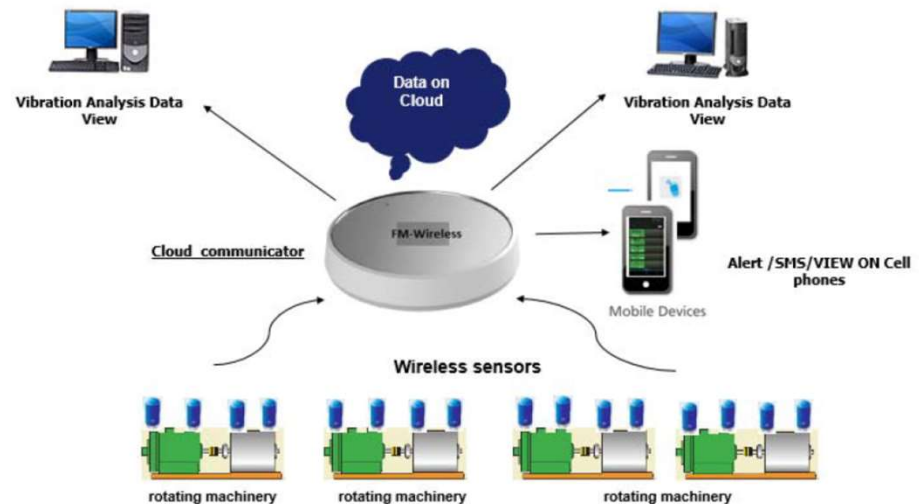 Data on
Cloud
Vibration Analysis Data
View
Vibration Analysis Data
View
FM-Wireless
Cloud communicator
Alert /SMS/VIEW ON Cell
phones
Mobile Devices
Wireless sensors
rotating machinery
rotating machinery
rotating machinery